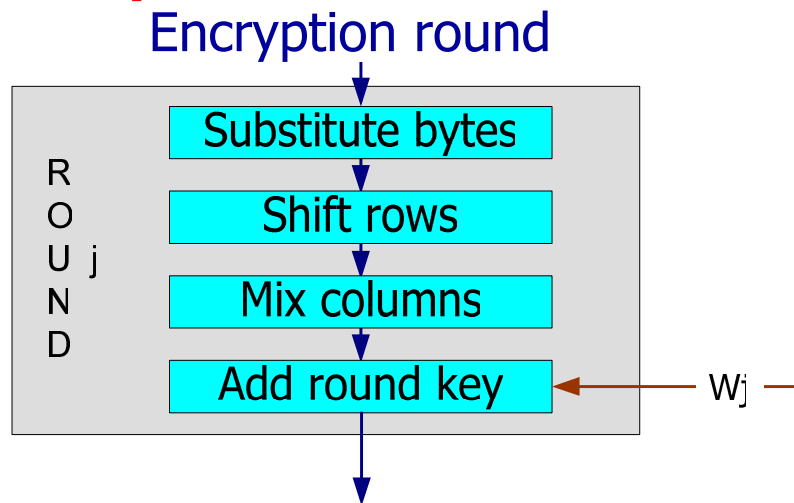 Encryption round
Substitute bytes
Shift rows
Mix columns
Add round key
R
O
U j
N
D
Wj